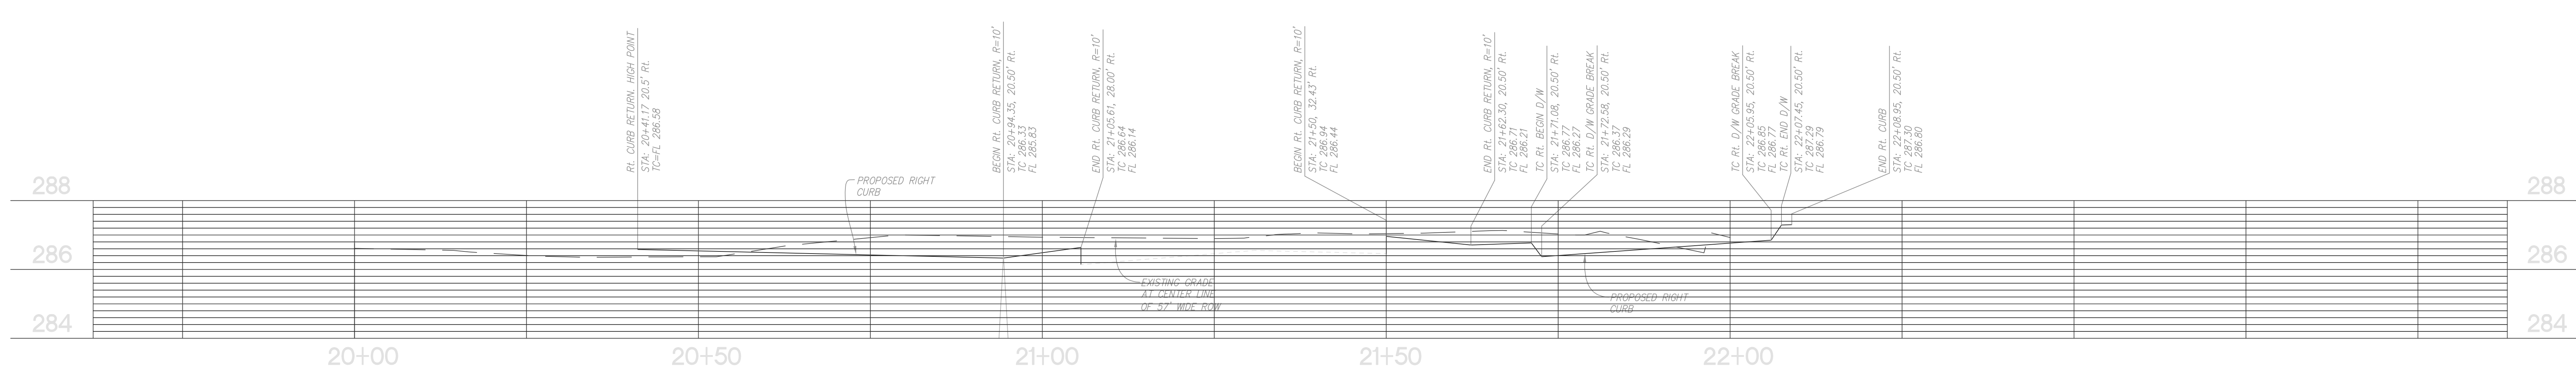 Rt. CURB RETURN. HIGH POINT
STA: 20+41.17 20.5' Rt.
TC=FL 286.58
BEGIN Rt. CURB RETURN, R=10'
STA: 20+94.35, 20.50' Rt.
TC 286.33
FL 285.83
END Rt. CURB RETURN, R=10'
STA: 21+05.61, 28.00' Rt.
TC 286.64
FL 286.14
BEGIN Rt. CURB RETURN, R=10'
STA: 21+50, 32.43' Rt.
TC 286.94
FL 286.44
END Rt. CURB RETURN, R=10'
STA: 21+62.30, 20.50' Rt.
TC 286.71
FL 286.21
TC Rt. BEGIN D/W
STA: 21+71.08, 20.50' Rt.
TC 286.77
FL 286.27
TC Rt. D/W GRADE BREAK
STA: 21+72.58, 20.50' Rt.
TC 286.37
FL 286.29
TC Rt. D/W GRADE BREAK
STA: 22+05.95, 20.50' Rt.
TC 286.85
FL 286.77
TC Rt. END D/W
STA: 22+07.45, 20.50' Rt.
TC 287.29
FL 286.79
END Rt. CURB
STA: 22+08.95, 20.50' Rt.
TC 287.30
FL 286.80
288
PROPOSED RIGHT
CURB
288
286
286
EXISTING GRADE
AT CENTER LINE
OF 57' WIDE ROW
PROPOSED RIGHT
CURB
284
284
20+00
20+50
21+00
21+50
22+00